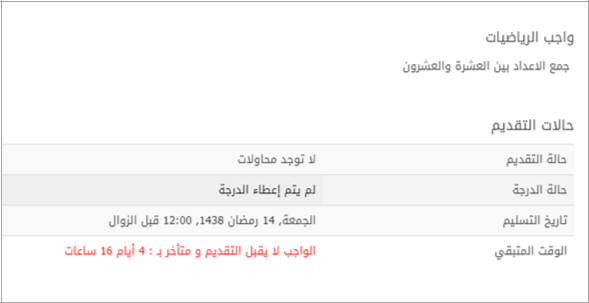 واجب الرياضيات
جمع الاعداد بين العشرة والعشرون
حالات التقديم
حالة التقديم لا توجد محاولات
حالة الدرجة لم يتم إعطاء الدرجة
تاريخ التسليم الجمعة, 14 رمضان 1438, 12:00 قبل الزوال
الوقت المتبقي الواجب لا يقبل التقديم و متأخر بـ : 4 أيام 16 ساعات